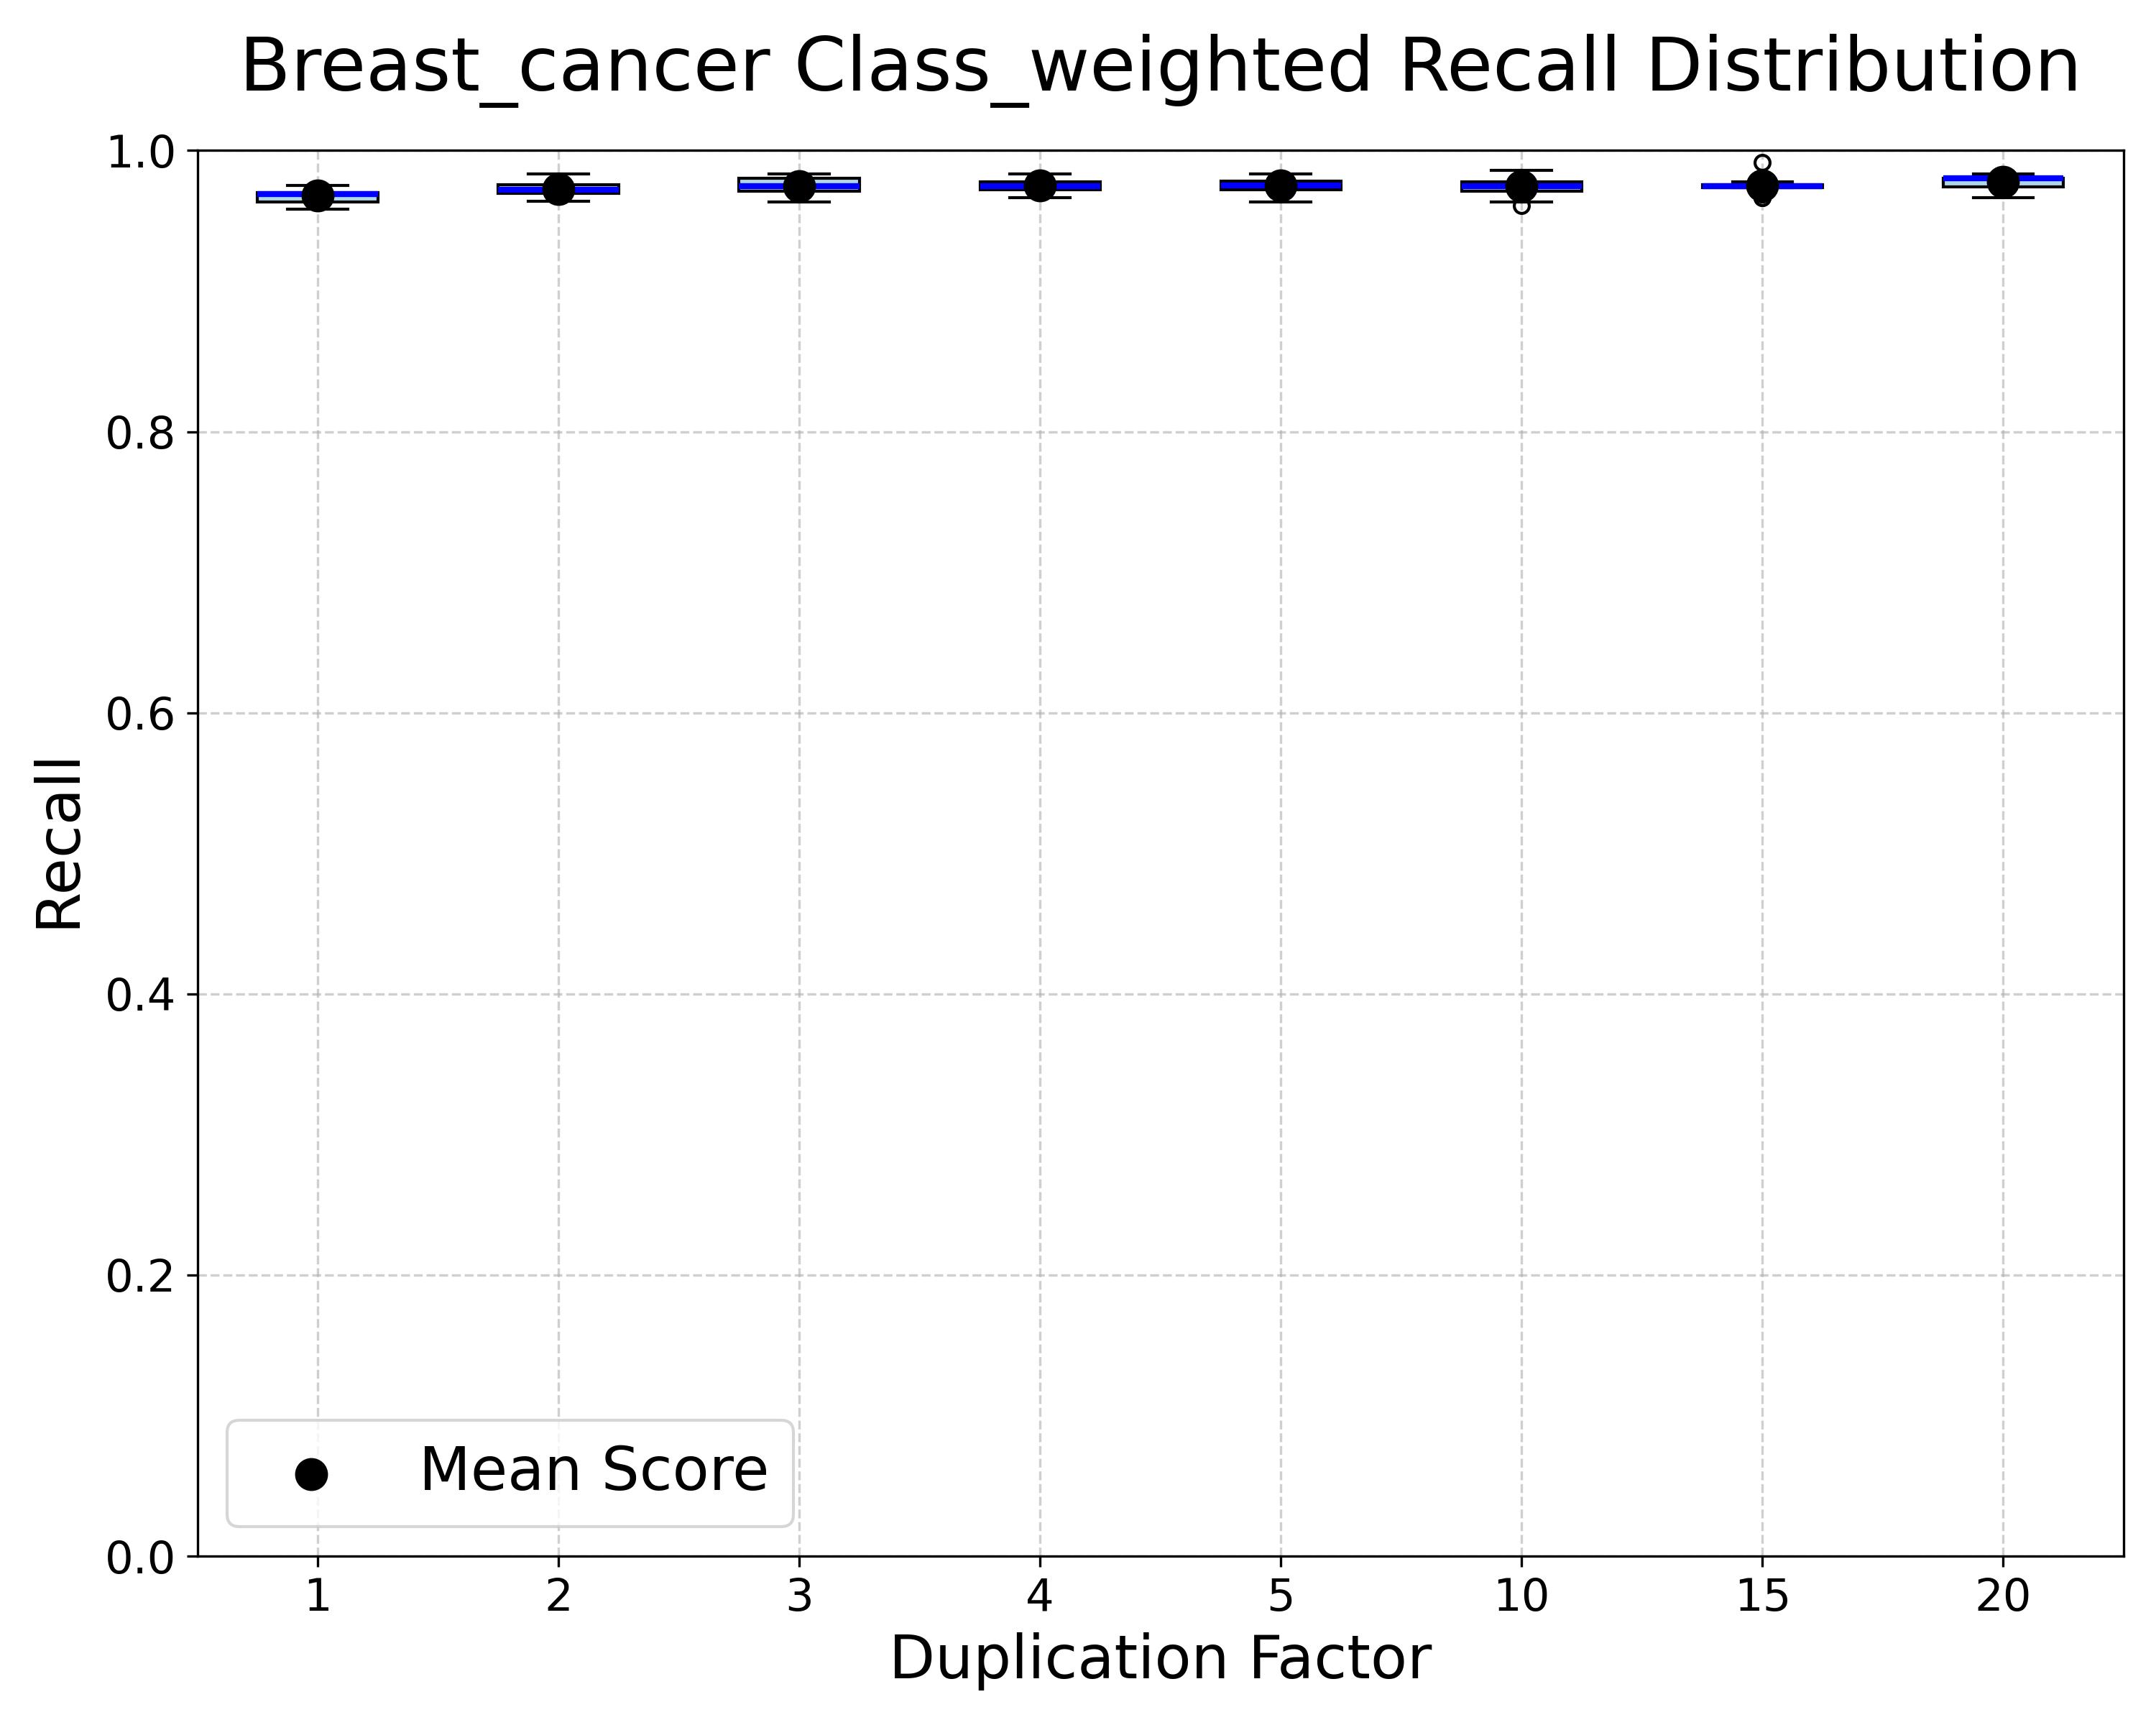 Breast_cancer Class_weighted Recall Distribution
1.0
0.8
0.6
0.4
0.2
0.0
Recall
Mean Score
1 2 3 4 5 10 15 20
Duplication Factor